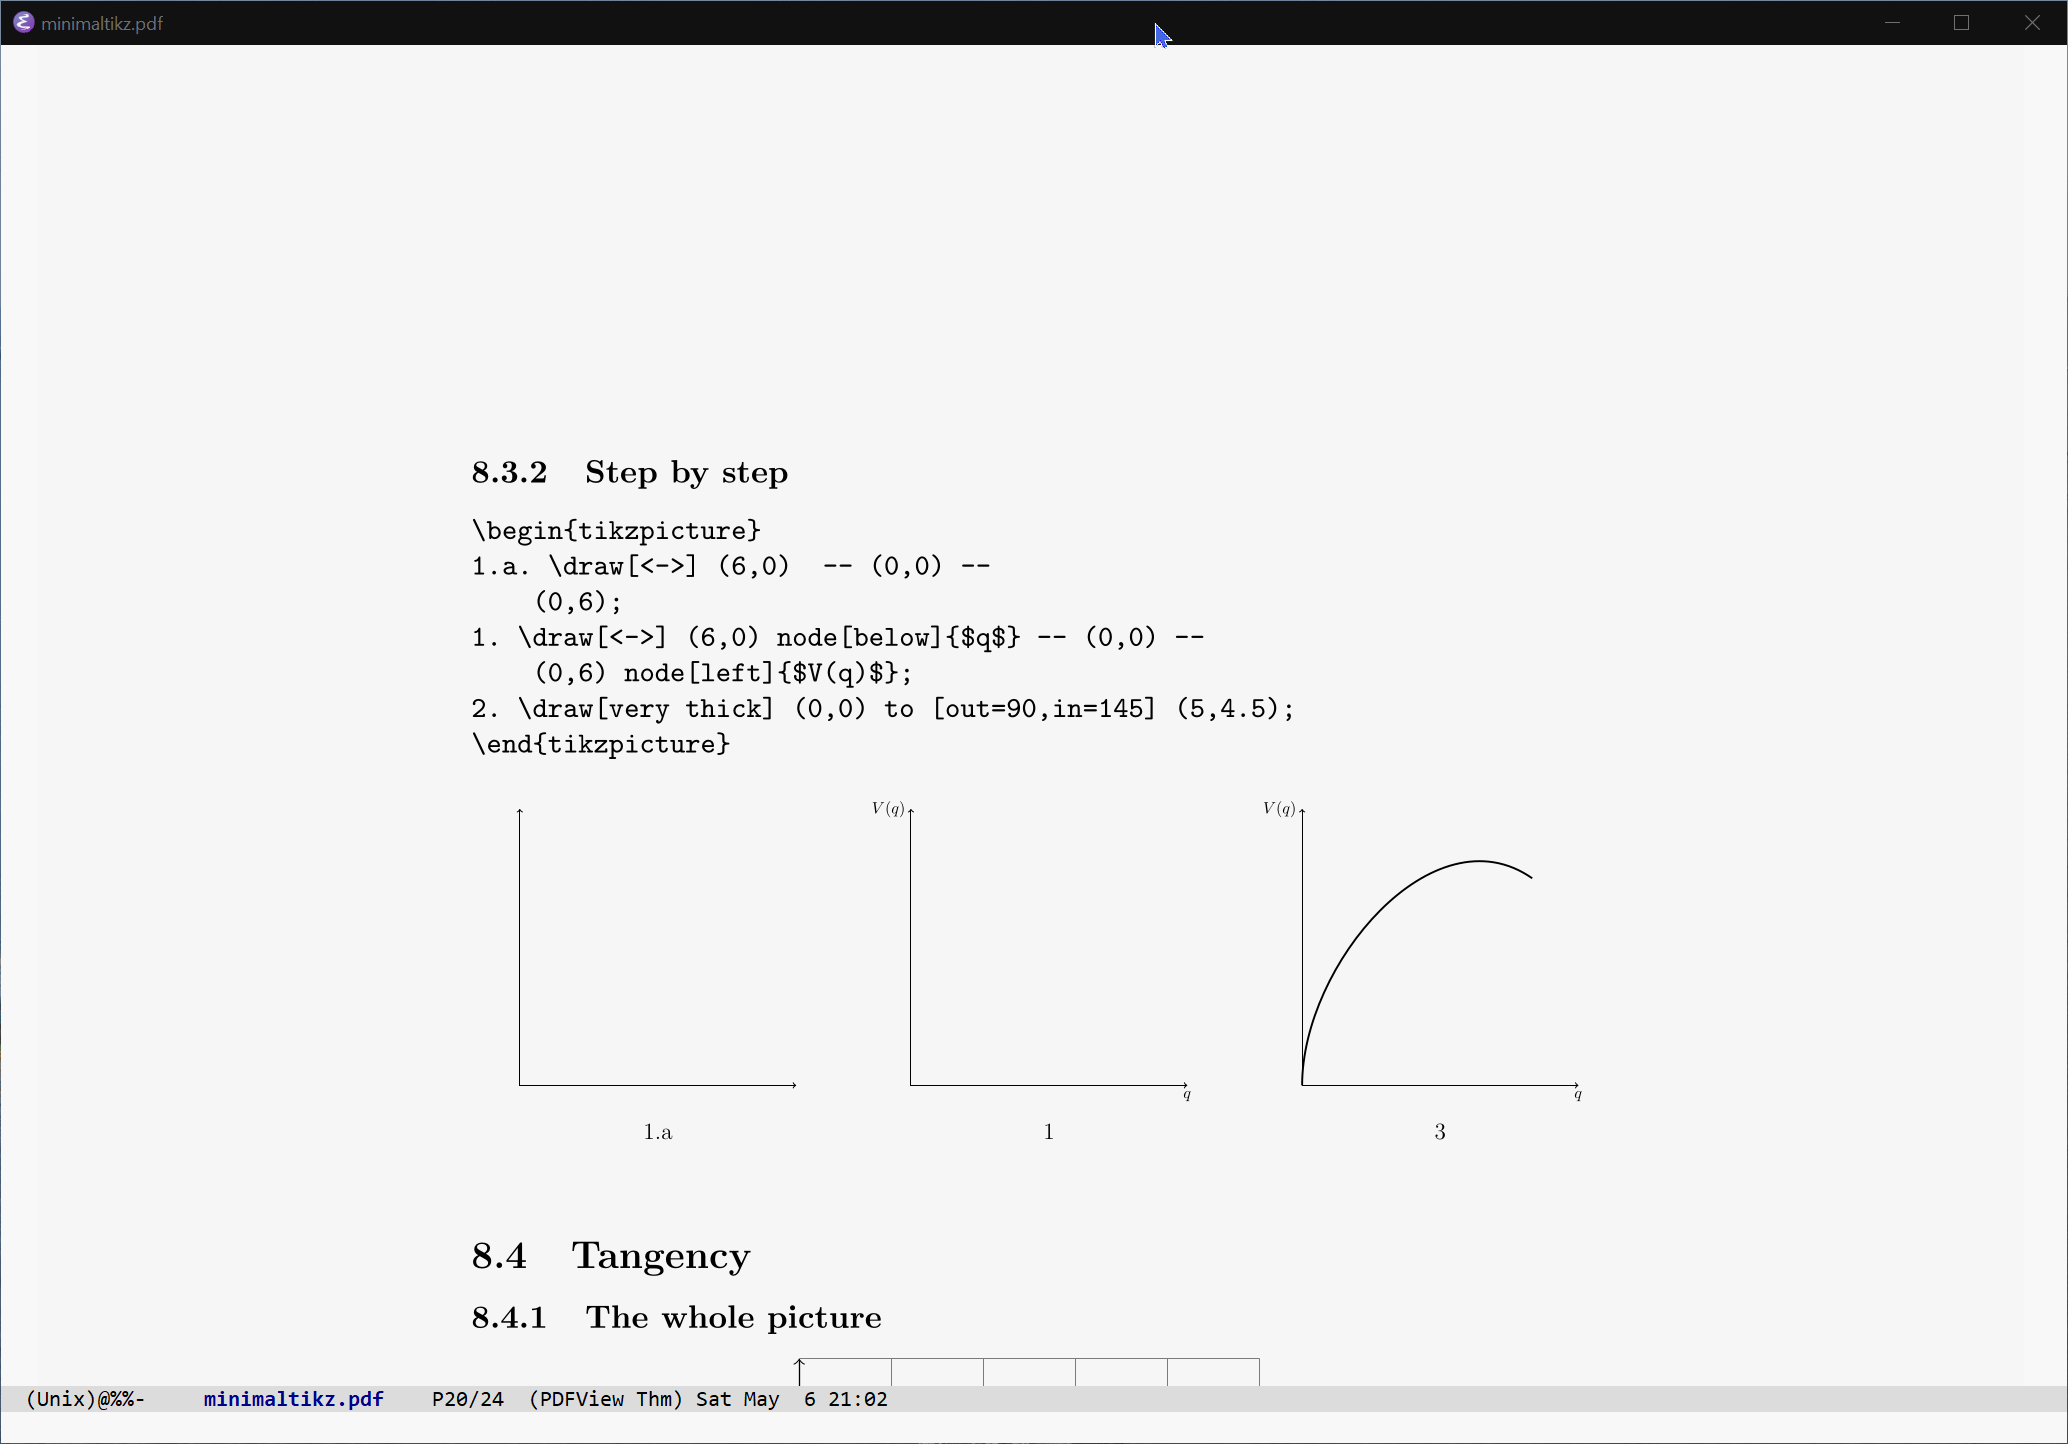 minimaltikz.pdf
8.3.2 Step by step
\begin{tikzpicture}
1.a. \draw[<->] (6,0)  -- (0,0) --
    (0,6);
1. \draw[<->] (6,0) node[below]{$q$} -- (0,0) --
    (0,6) node[left]{$V(q)$};
2. \draw[very thick] (0,0) to [out=90,in=145] (5,4.5);
\end{tikzpicture}
V(q) V(q)
q q
1.a 1 3
8.4 Tangency
8.4.1 The whole picture
(Unix)@%%-     minimaltikz.pdf    P20/24  (PDFView Thm) Sat May  6 21:02